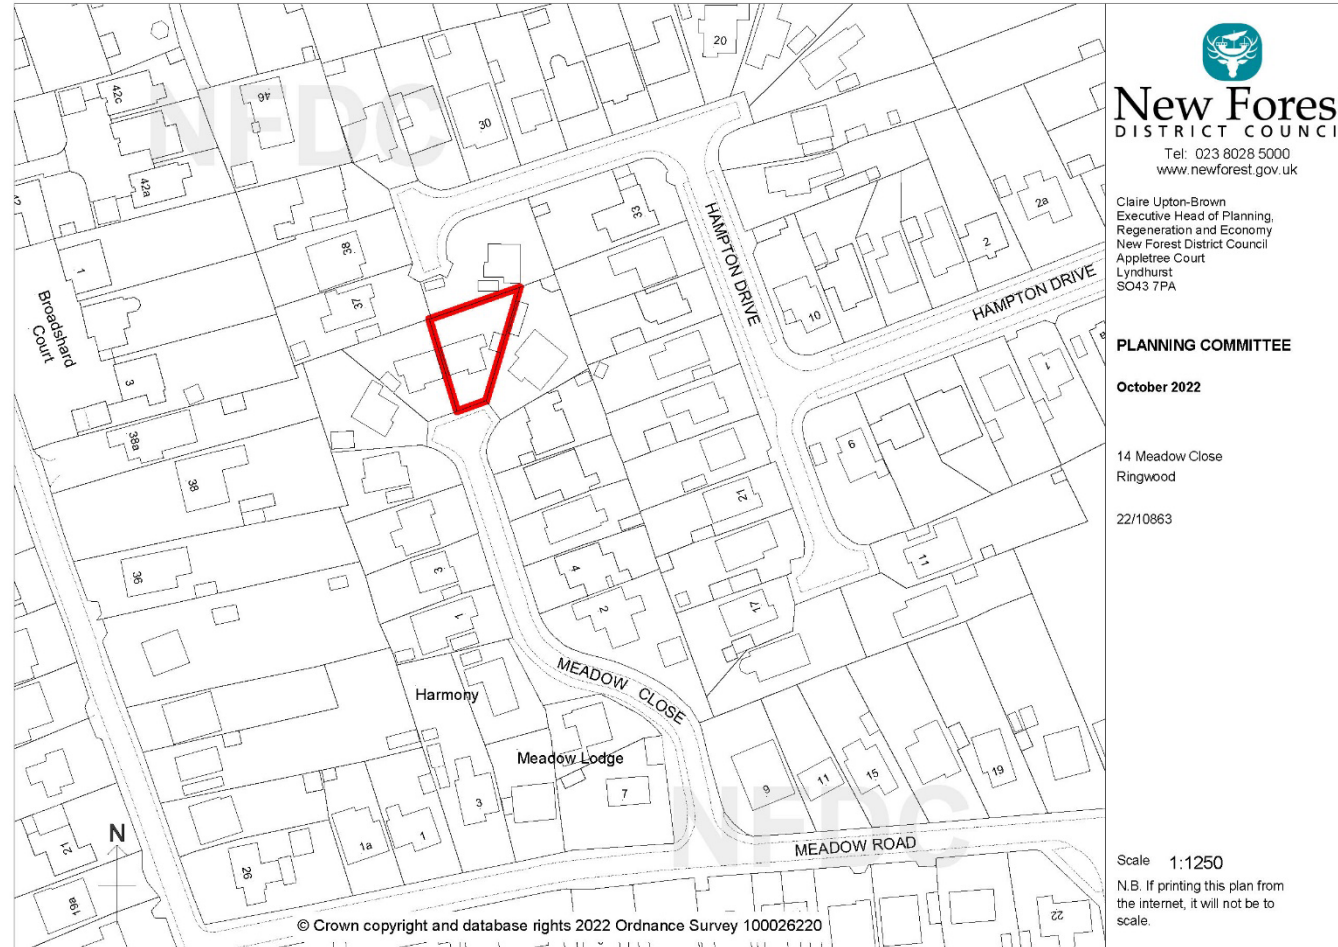 NFDC
20
42c
46
30
42a
42
33
2a
38
2
1
37
HAMPTON DRIVE
HAMPTON DRIVE
10
Broadshard
Court
3
1
38a
6
38
21
4
36
3
11
2
17
1
MEADOW CLOSE
Harmony
Meadow Lodge
7
3
9
11
15
19
NFDC
1a
1
26
21
19a
22
MEADOW ROAD
N
© Crown copyright and database rights 2022 Ordnance Survey 100026220
New Fores
DISTRICT COUNCI
Tel: 023 8028 5000
www.newforest.gov.uk
Claire Upton-Brown
Executive Head of Planning,
Regeneration and Economy
New Forest District Council
Appletree Court
Lyndhurst
SO43 7PA
PLANNING COMMITTEE
October 2022
14 Meadow Close
Ringwood
22/10863
Scale 1:1250
N.B. If printing this plan from
the internet, it will not be to
scale.